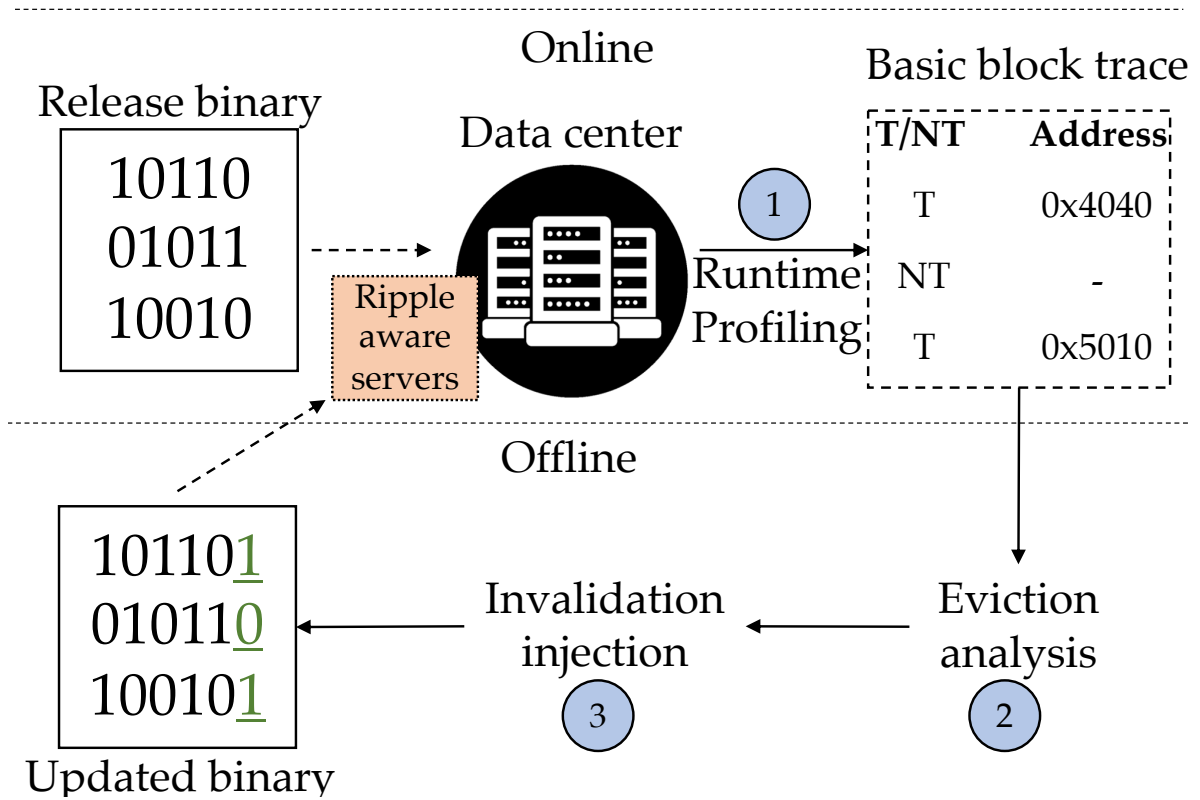 Online
Release binary
10110
01011
10010
Data center
Ripple
aware
servers
1
Runtime
Profiling
Basic block trace
T/NT Address
T 0x4040
NT -
T 0x5010
Offline
Eviction
analysis
2
Invalidation
injection
3
101101
010110
100101
Updated binary